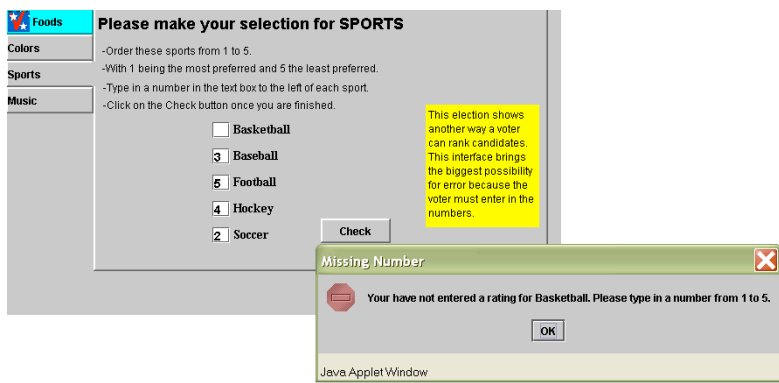 Foods
Colors
Sports
Music
Please make your selection for SPORTS
-Order these sports from 1 to 5.
-With 1 being the most preferred and 5 the least preferred.
-Type in a number in the text box to the left of each sport.
-Click on the Check button once you are finished.
Basketball
3 Baseball
5 Football
4 Hockey
2 Soccer
This election shows
another way a voter
can rank candidates.
This interface brings
the biggest possibility
for error because the
voter must enter in the
numbers.
Check
Missing Number
Your have not entered a rating for Basketball. Please type in a number from 1 to 5.
OK
Java Applet Window